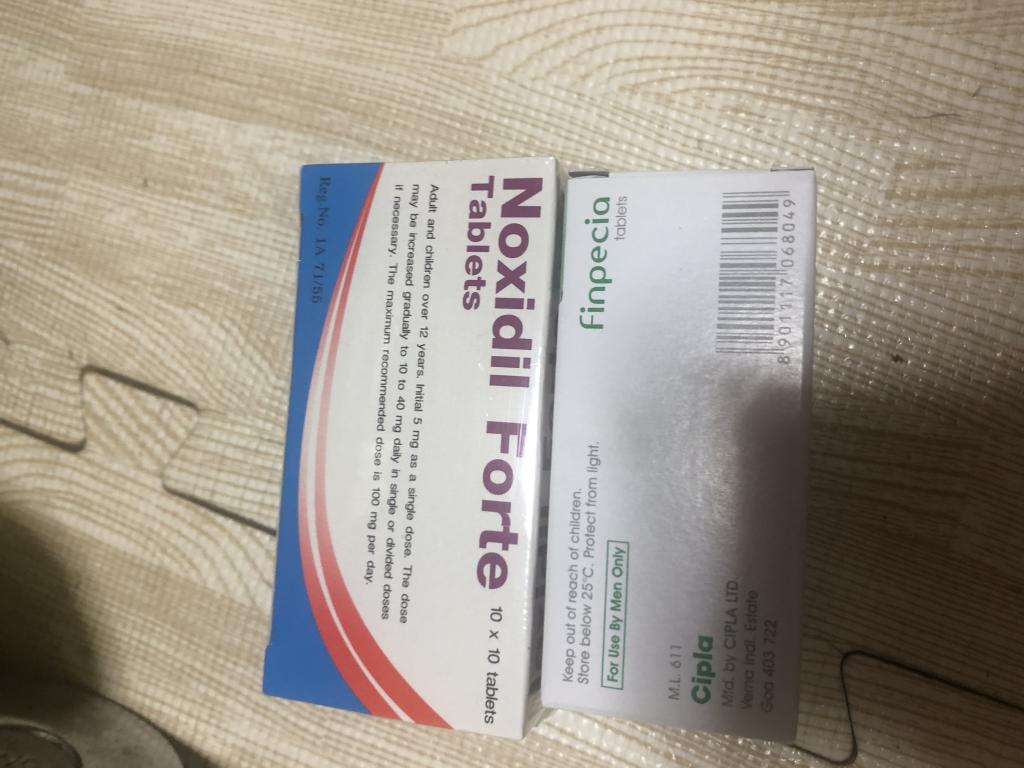 Noxidil Forte 10 x 10 tablets
Tablets
Adult and children over 12 years. Initial 5 mg as a single dose. The dose
may be increased gradually to 10 to 40 mg daily in single or divided doses
if necessary. The maximum recommended dose is 100 mg per day.
Reg.No. 1A 71/55
Finpecia
tablets
8 901117 068049
Keep out of reach of children.
Store below 25°C. Protect from light.
For Use By Men Only
M.L. 611
Cipla
Mfd. by CIPLA LTD.
Verna Indl. Estate
Goa 403 722